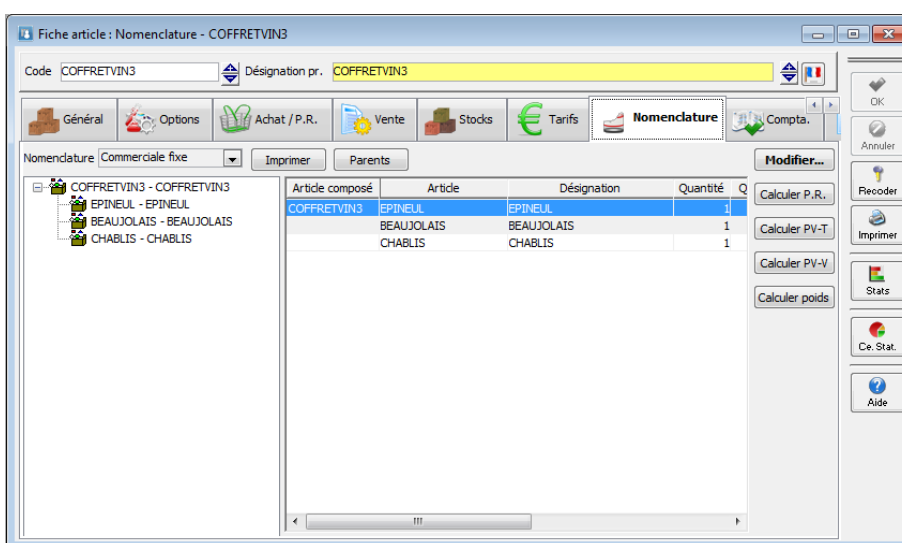 Fiche article : Nomenclature - COFFRETVIN3
Code COFFRETVIN3 Désignation pr. COFFRETVIN3
Général Options Achat / P.R. Vente Stocks Tarifs Nomenclature Compta.
Nomenclature Commerciale fixe Imprimer Parents Modifier...
COFFRETVIN3 - COFFRETVIN3
EPINEUL - EPINEUL
BEAUJOLAIS - BEAUJOLAIS
CHABLIS - CHABLIS
Article composé Article Désignation Quantité Q
COFFRETVIN3 EPINEUL EPINEUL 1
BEAUJOLAIS BEAUJOLAIS 1
CHABLIS CHABLIS 1
Calculer P.R.
Calculer PV-T
Calculer PV-V
Calculer poids
OK
Annuler
Recoder
Imprimer
Stats
Ce. Stat.
Aide